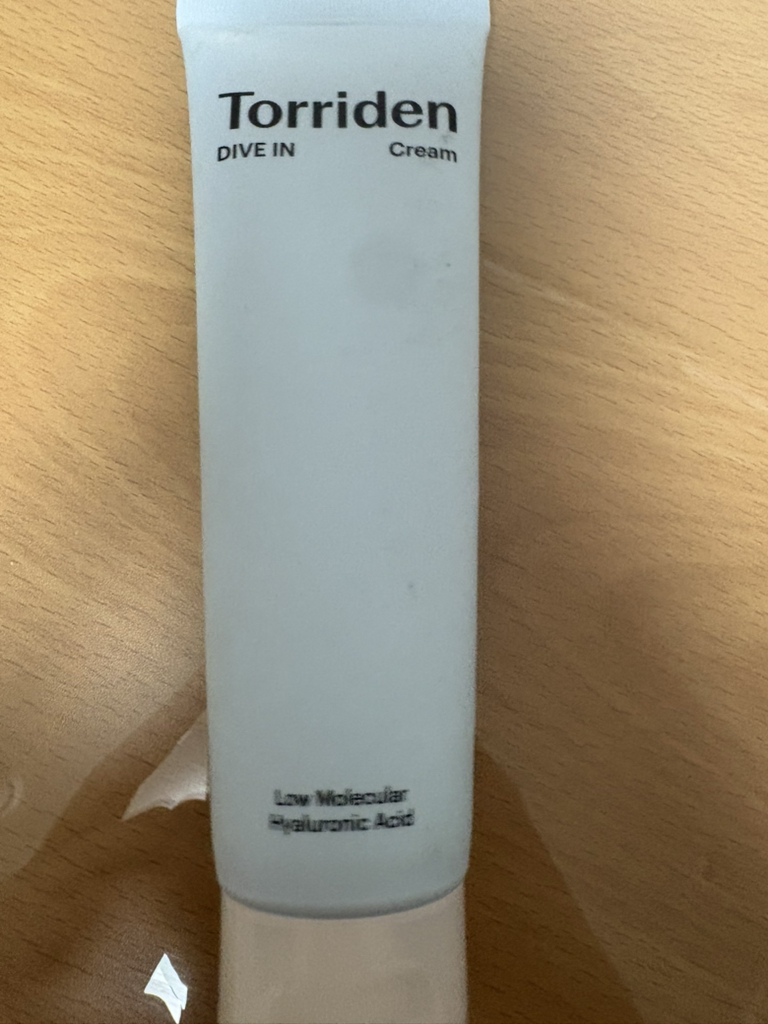 Torriden
DIVE IN Cream
Low Molecular
Hyaluronic Acid